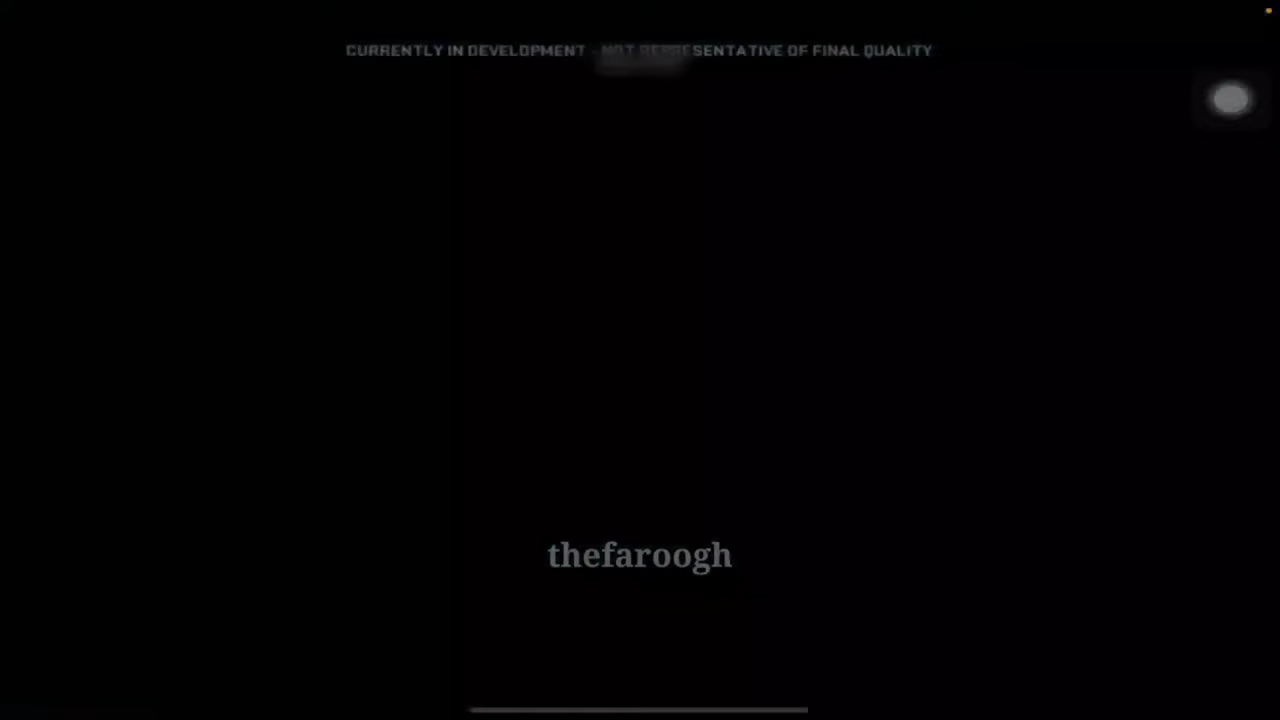 CURRENTLY IN DEVELOPMENT - NOT REPRESENTATIVE OF FINAL QUALITY
thefaroogh